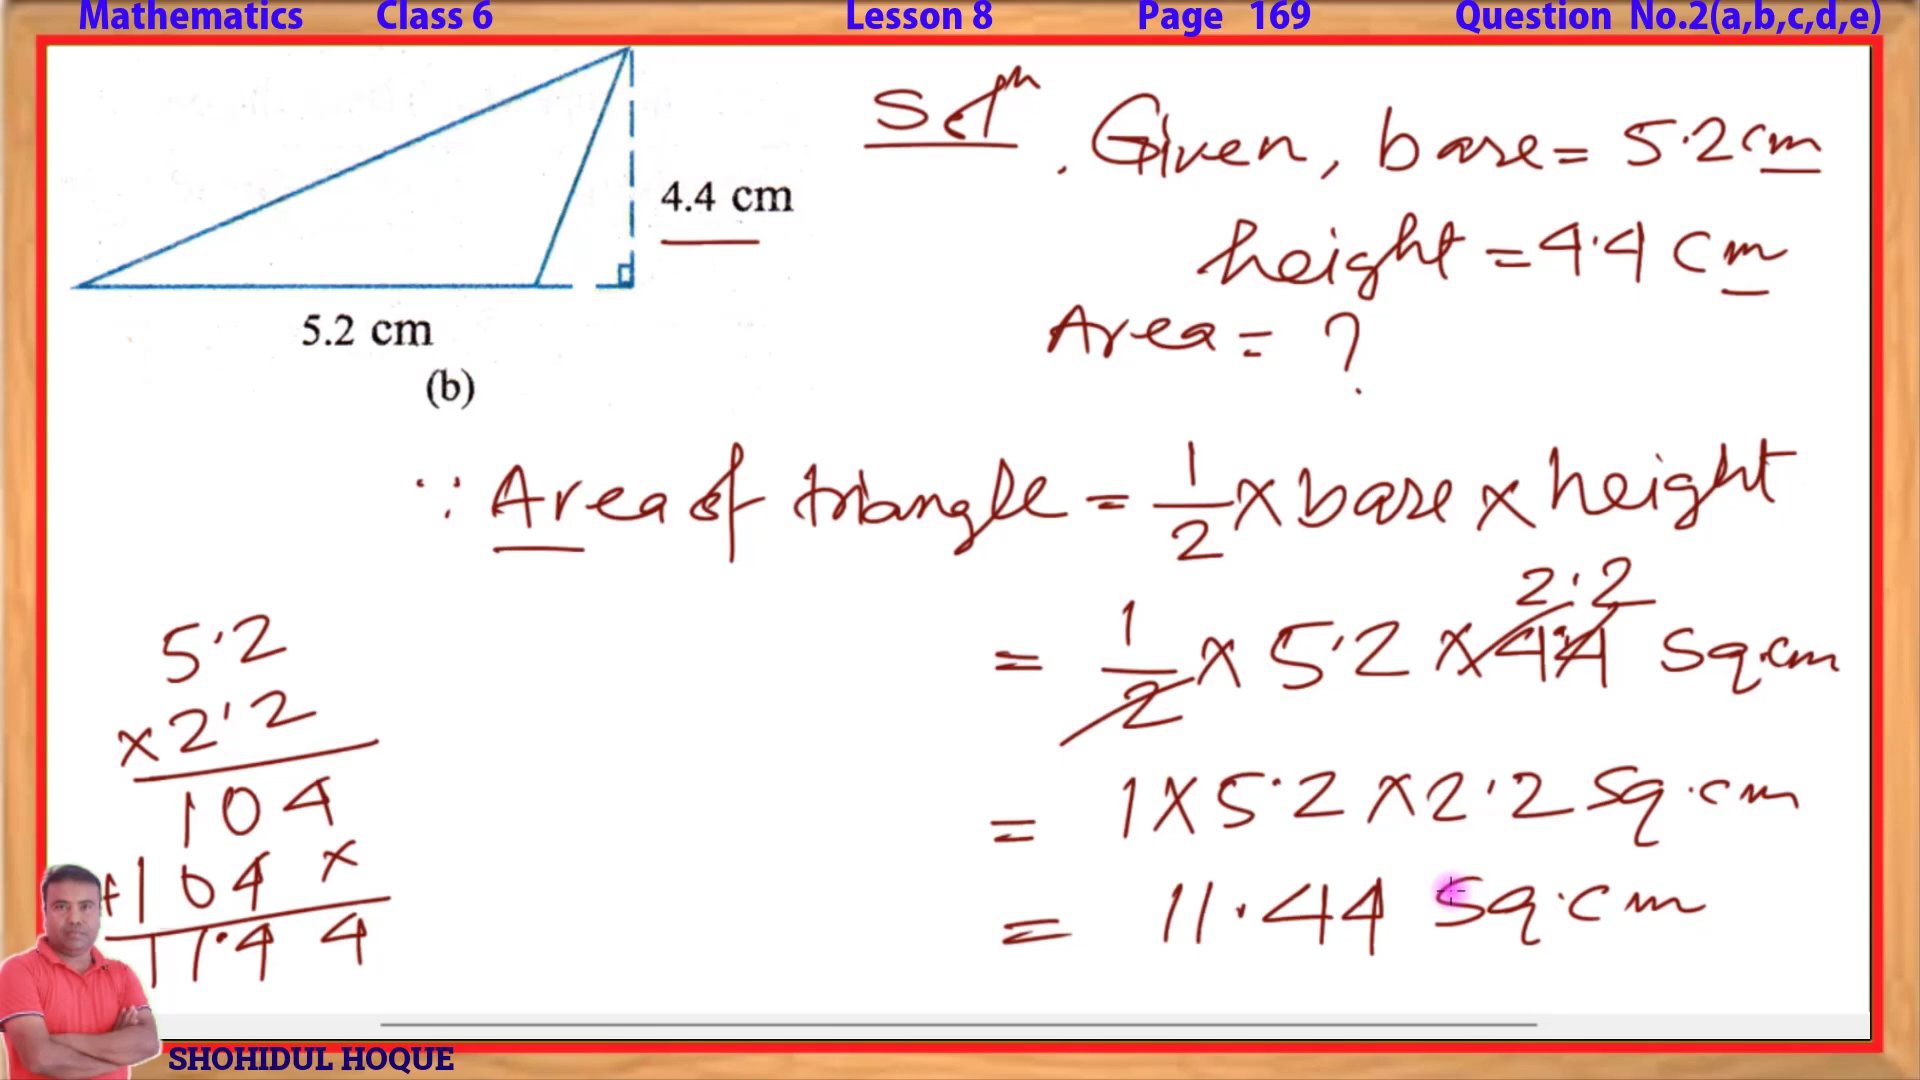 Mathematics Class 6 Lesson 8 Page 169 Question No.2(a,b,c,d,e)
4.4 cm
5.2 cm
(b)
Solⁿ. Given, base = 5.2 cm
height = 4.4 cm
Area = ?
∵ Area of triangle = 1/2 × base × height
= 1/2 × 5.2 × 4.4 sq.cm
2.2
= 1 × 5.2 × 2.2 sq.cm
= 11.44 sq.cm
5.2
×2.2
104
+104×
11.44
SHOHIDUL HOQUE